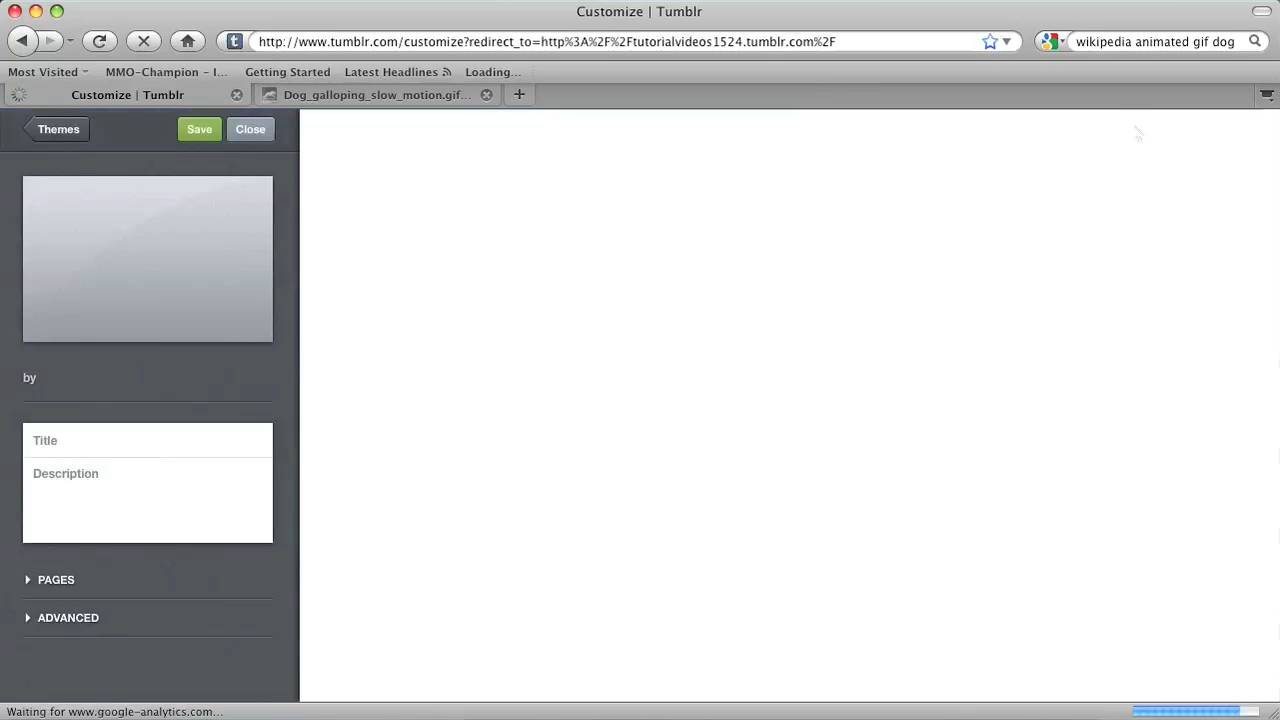 Customize | Tumblr
http://www.tumblr.com/customize?redirect_to=http%3A%2F%2Ftutorialvideos1524.tumblr.com%2F
wikipedia animated gif dog
Most Visited
MMO-Champion – I...
Getting Started
Latest Headlines
Loading...
Customize | Tumblr
Dog_galloping_slow_motion.gif...
Themes
Save
Close
by
Title
Description
PAGES
ADVANCED
Waiting for www.google-analytics.com...